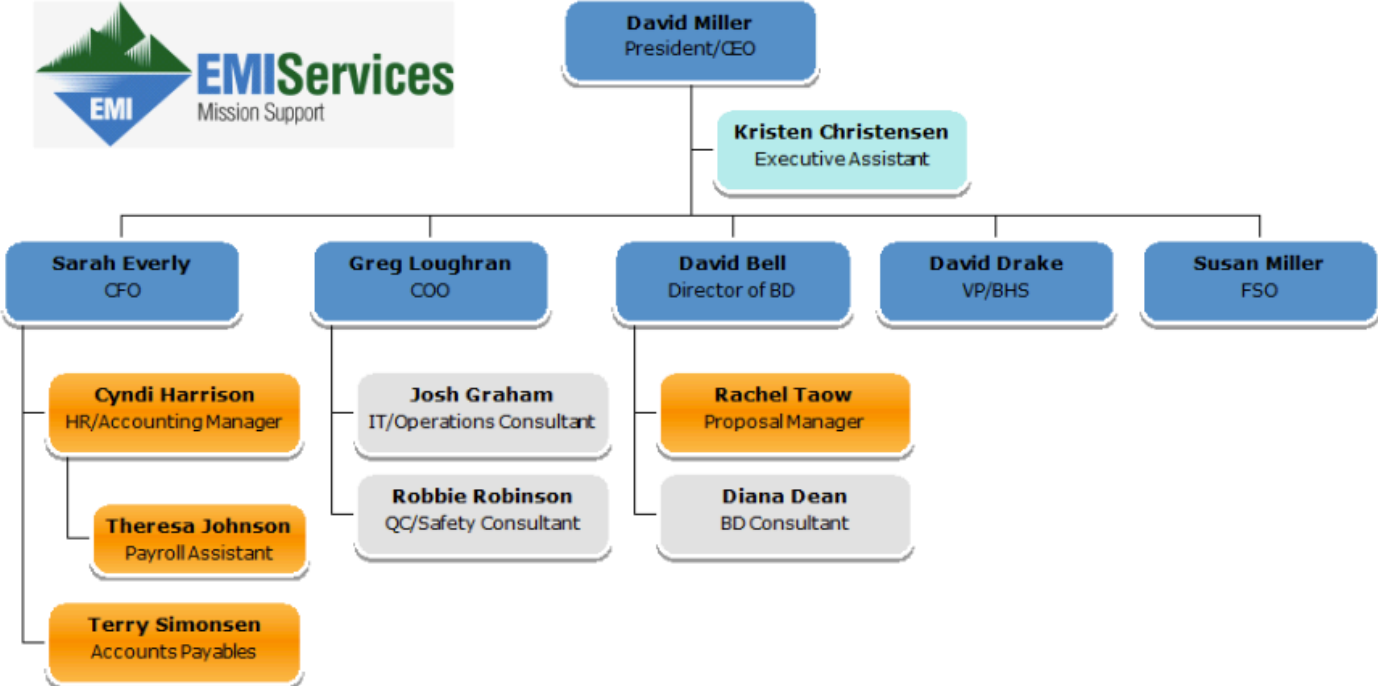 David Miller
President/CEO
EMIServices
EMI
Mission Support
Kristen Christensen
Executive Assistant
Sarah Everly
CFO
Greg Loughran
COO
David Bell
Director of BD
David Drake
VP/BHS
Susan Miller
FSO
Cyndi Harrison
HR/Accounting Manager
Josh Graham
IT/Operations Consultant
Rachel Taow
Proposal Manager
Robbie Robinson
QC/Safety Consultant
Diana Dean
BD Consultant
Theresa Johnson
Payroll Assistant
Terry Simonsen
Accounts Payables